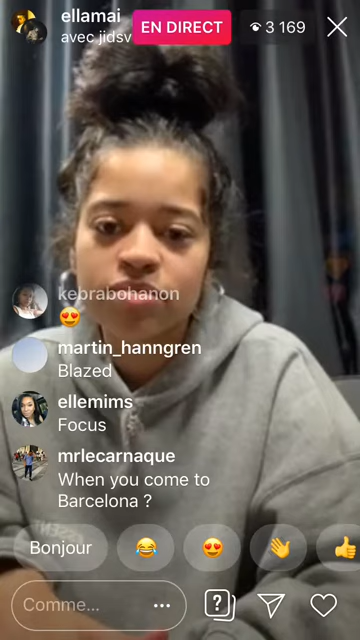 ellamai
EN DIRECT
3 169
avec jidsv
kebrabohanon
😍
martin_hanngren
Blazed
ellemims
Focus
mrlecarnaque
When you come to
Barcelona ?
Bonjour 😂 😍 👋 👍
Comme...